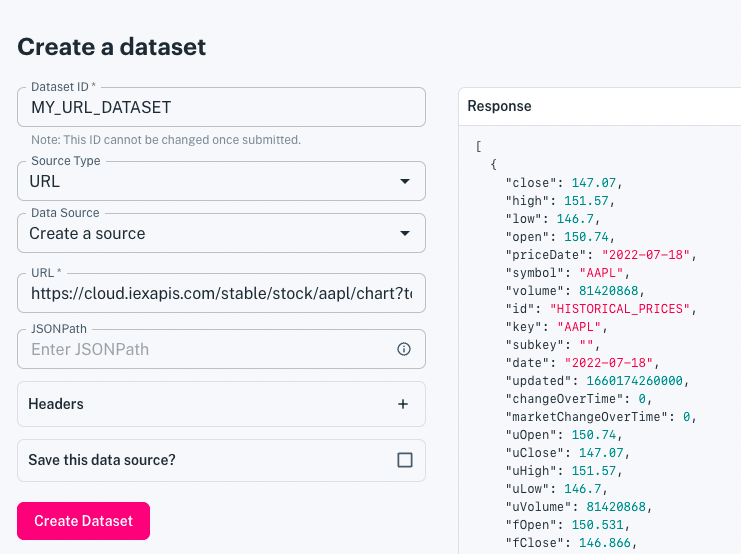 Create a dataset
Dataset ID *
MY_URL_DATASET
Note: This ID cannot be changed once submitted.
Source Type
URL
Data Source
Create a source
URL *
https://cloud.iexapis.com/stable/stock/aapl/chart?to
JSONPath
Enter JSONPath
Headers
+
Save this data source?
Create Dataset
Response
[
{
"close": 147.07,
"high": 151.57,
"low": 146.7,
"open": 150.74,
"priceDate": "2022-07-18",
"symbol": "AAPL",
"volume": 81420868,
"id": "HISTORICAL_PRICES",
"key": "AAPL",
"subkey": "",
"date": "2022-07-18",
"updated": 1660174260000,
"changeOverTime": 0,
"marketChangeOverTime": 0,
"uOpen": 150.74,
"uClose": 147.07,
"uHigh": 151.57,
"uLow": 146.7,
"uVolume": 81420868,
"fOpen": 150.531,
"fClose": 146.866,